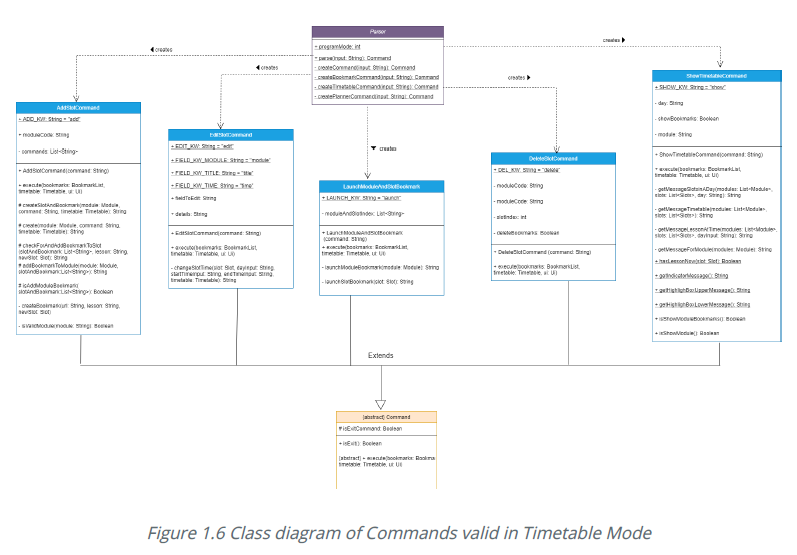 Parser
+ programMode: int
+ parse(input: String): Command
- createCommand(input: String): Command
- createBookmarkCommand(input: String): Command
- createTimetableCommand(input: String): Command
- createPlannerCommand(input: String): Command
creates
creates
creates
creates
creates
AddSlotCommand
+ ADD_KW: String = "add"
+ moduleCode: String
- commands: List<String>
+ AddSlotCommand(command: String)
+ execute(bookmarks: BookmarkList,
timetable: Timetable, ui: Ui)
# createSlotAndBookmark(module: Module,
command: String, timetable: Timetable): String
# create(module: Module, command: String,
timetable: Timetable): String
# checkForAndAddBookmarkToSlot
(slotAndBookmark: List<String>, lesson: String,
newSlot: Slot): String
# addBookmarkToModule(module: Module,
slotAndBookmark:List<String>): String
# isAddModuleBookmark(
slotAndBookmark:List<String>): Boolean
- createBookmark(url: String, lesson: String,
newSlot: Slot)
- isValidModule(module: String): Boolean
EditSlotCommand
+ EDIT_KW: String = "edit"
+ FIELD_KW_MODULE: String = "module"
+ FIELD_KW_TITLE: String = "title"
+ FIELD_KW_TIME: String = "time"
- fieldToEdit: String
- details: String
+ EditSlotCommand(command: String)
+ execute(bookmarks: BookmarkList,
timetable: Timetable, ui: Ui)
- changeSlotTime(slot: Slot, dayInput: String,
startTimeInput: String, endTimeInput: String,
timetable: Timetable): String
LaunchModuleAndSlotBookmark
+ LAUNCH_KW: String = "launch"
- moduleAndSlotIndex: List<String>
+ LaunchModuleAndSlotBookmark
(command: String)
+ execute(bookmarks: BookmarkList,
timetable: Timetable, ui: Ui)
- launchModuleBookmark(module: Module): String
- launchSlotBookmark(slot: Slot): String
DeleteSlotCommand
+ DEL_KW: String = "delete"
- moduleCode: String
- moduleCode: String
- slotIndex: int
- deleteBookmarks: Boolean
+ DeleteSlotCommand (command: String)
+ execute(bookmarks: BookmarkList,
timetable: Timetable, ui: Ui)
ShowTimetableCommand
+ SHOW_KW: String = "show"
- day: String
- showBookmarks: Boolean
- module: String
+ ShowTimetableCommand(command: String)
+ execute(bookmarks: BookmarkList,
timetable: Timetable, ui: Ui)
- getMessageSlotsInADay(modules: List<Module>,
slots: List<Slots>, day: String): String
- getMessageTimetable(modules: List<Module>,
slots: List<Slots>): String
- getMessageLessonAtTime(modules: List<Module>,
slots: List<Slots>, dayInput: String): String
- getMessageForModule(modules: Module): String
+ hasLessonNow(slot: Slot): Boolean
+ getIndicatorMessage(): String
+ getHighlighBoxUpperMessage(): String
+ getHighlighBoxLowerMessage(): String
+ isShowModuleBookmarks(): Boolean
+ isShowModule(): Boolean
Extends
{abstract} Command
# isExitCommand: Boolean
+ isExit(): Boolean
{abstract} + execute(bookmarks: Bookma
timetable: Timetable, ui: Ui)
Figure 1.6 Class diagram of Commands valid in Timetable Mode